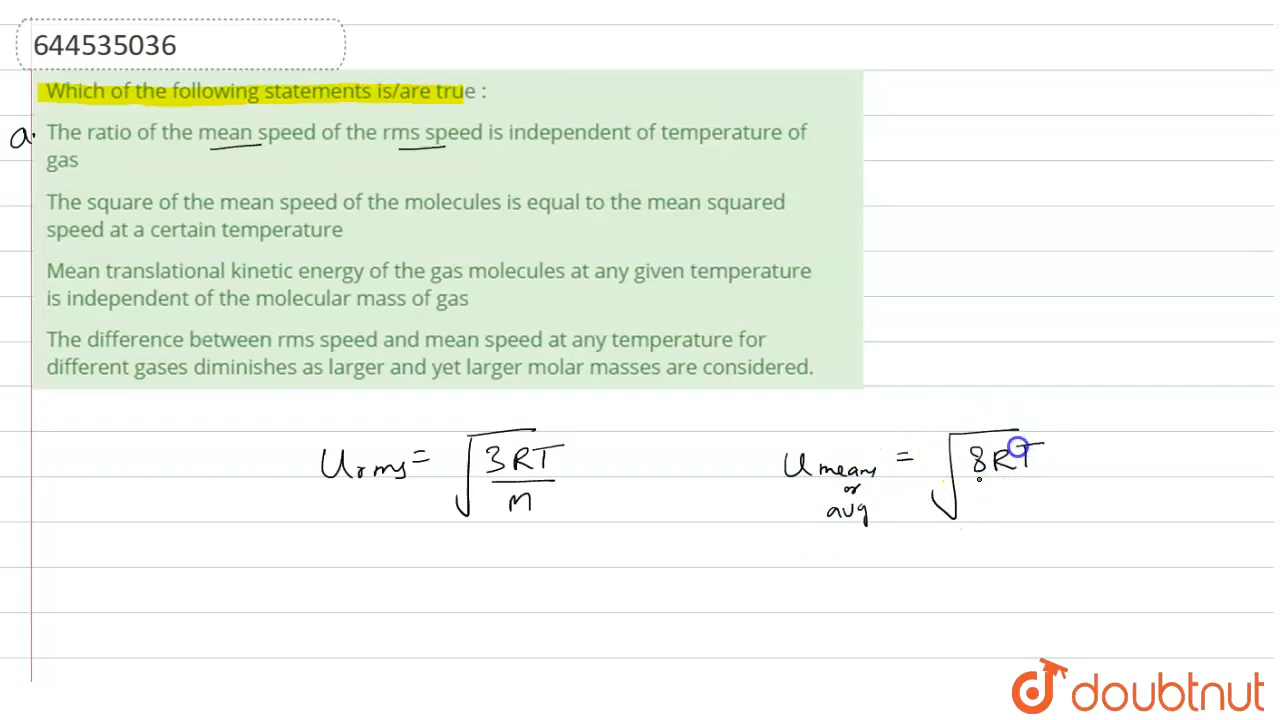 644535036
Which of the following statements is/are true :
a.
The ratio of the mean speed of the rms speed is independent of temperature of
gas
The square of the mean speed of the molecules is equal to the mean squared
speed at a certain temperature
Mean translational kinetic energy of the gas molecules at any given temperature
is independent of the molecular mass of gas
The difference between rms speed and mean speed at any temperature for
different gases diminishes as larger and yet larger molar masses are considered.
Urms = √3RT/m
Umean or avg = √8RT
doubtnut